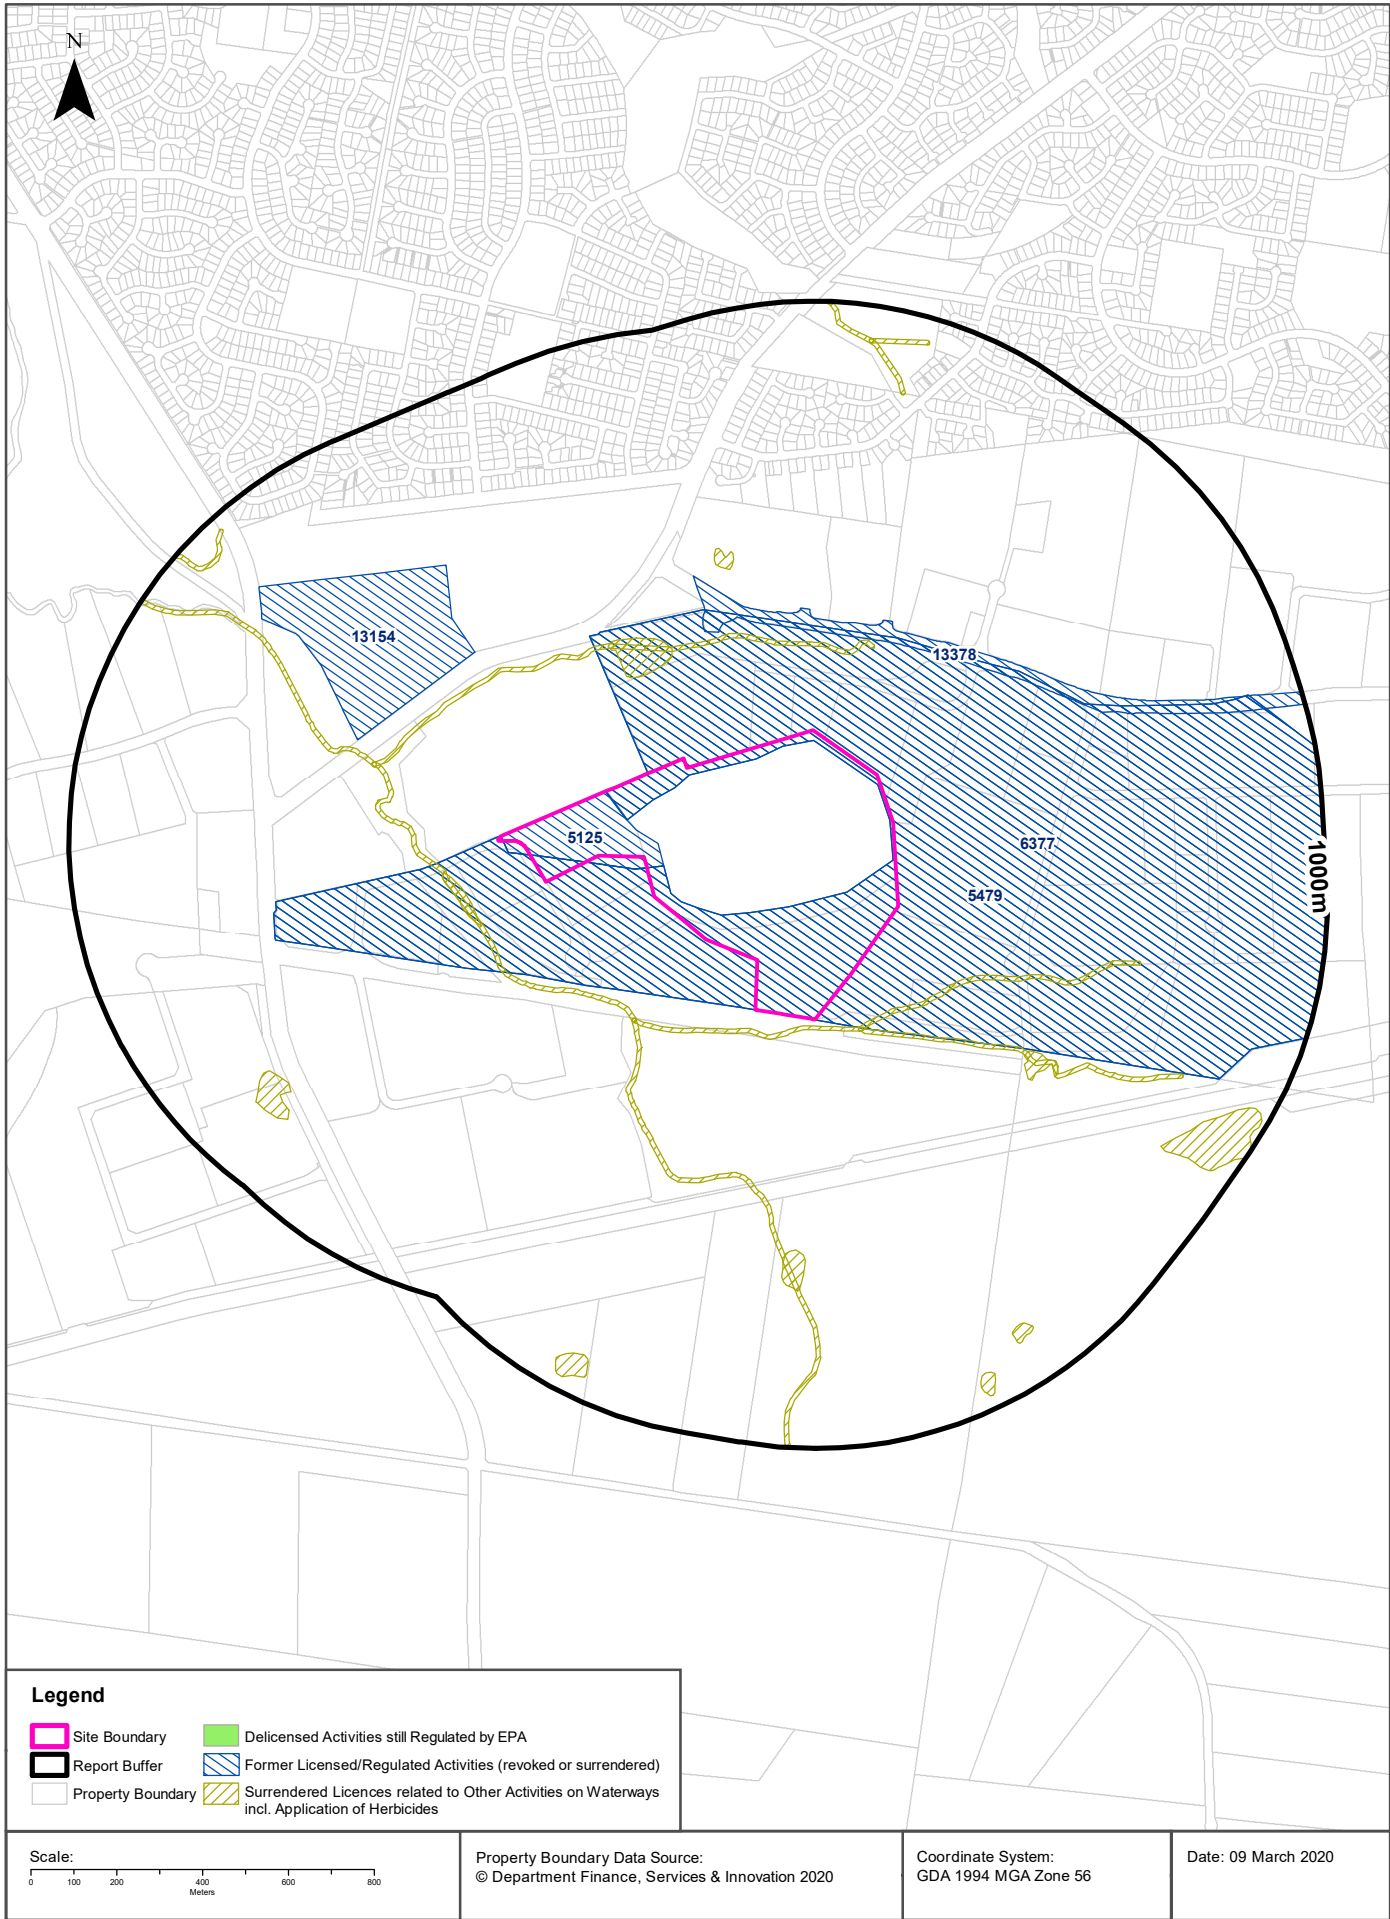 N
13154
13378
5125
6377
5479
1000m
Legend
Site Boundary
Delicensed Activities still Regulated by EPA
Report Buffer
Former Licensed/Regulated Activities (revoked or surrendered)
Property Boundary
Surrendered Licences related to Other Activities on Waterways
incl. Application of Herbicides
Scale:
0 100 200 400 600 800
Meters
Property Boundary Data Source:
© Department Finance, Services & Innovation 2020
Coordinate System:
GDA 1994 MGA Zone 56
Date: 09 March 2020